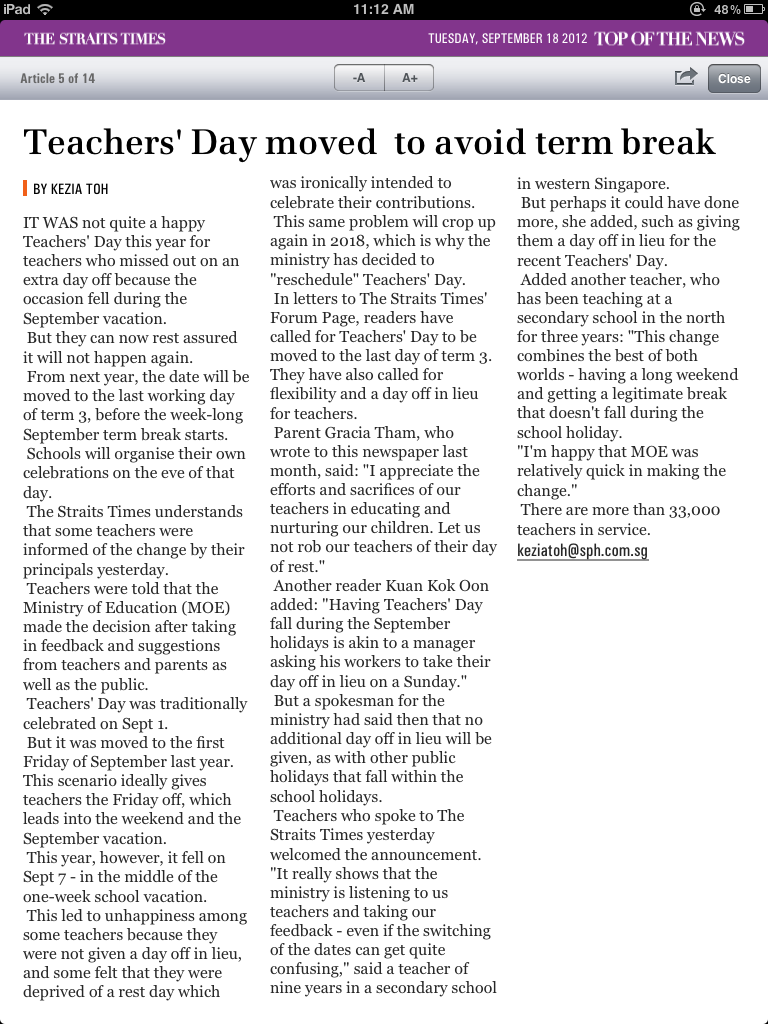 iPad 11:12 AM 48%
THE STRAITS TIMES TUESDAY, SEPTEMBER 18 2012 TOP OF THE NEWS
Article 5 of 14 -A A+ Close
Teachers' Day moved  to avoid term break
BY KEZIA TOH
IT WAS not quite a happy
Teachers' Day this year for
teachers who missed out on an
extra day off because the
occasion fell during the
September vacation.
But they can now rest assured
it will not happen again.
From next year, the date will be
moved to the last working day
of term 3, before the week-long
September term break starts.
Schools will organise their own
celebrations on the eve of that
day.
The Straits Times understands
that some teachers were
informed of the change by their
principals yesterday.
Teachers were told that the
Ministry of Education (MOE)
made the decision after taking
in feedback and suggestions
from teachers and parents as
well as the public.
Teachers' Day was traditionally
celebrated on Sept 1.
But it was moved to the first
Friday of September last year.
This scenario ideally gives
teachers the Friday off, which
leads into the weekend and the
September vacation.
This year, however, it fell on
Sept 7 - in the middle of the
one-week school vacation.
This led to unhappiness among
some teachers because they
were not given a day off in lieu,
and some felt that they were
deprived of a rest day which
was ironically intended to
celebrate their contributions.
This same problem will crop up
again in 2018, which is why the
ministry has decided to
"reschedule" Teachers' Day.
In letters to The Straits Times'
Forum Page, readers have
called for Teachers' Day to be
moved to the last day of term 3.
They have also called for
flexibility and a day off in lieu
for teachers.
Parent Gracia Tham, who
wrote to this newspaper last
month, said: "I appreciate the
efforts and sacrifices of our
teachers in educating and
nurturing our children. Let us
not rob our teachers of their day
of rest."
Another reader Kuan Kok Oon
added: "Having Teachers' Day
fall during the September
holidays is akin to a manager
asking his workers to take their
day off in lieu on a Sunday."
But a spokesman for the
ministry had said then that no
additional day off in lieu will be
given, as with other public
holidays that fall within the
school holidays.
Teachers who spoke to The
Straits Times yesterday
welcomed the announcement.
"It really shows that the
ministry is listening to us
teachers and taking our
feedback - even if the switching
of the dates can get quite
confusing," said a teacher of
nine years in a secondary school
in western Singapore.
But perhaps it could have done
more, she added, such as giving
them a day off in lieu for the
recent Teachers' Day.
Added another teacher, who
has been teaching at a
secondary school in the north
for three years: "This change
combines the best of both
worlds - having a long weekend
and getting a legitimate break
that doesn't fall during the
school holiday.
"I'm happy that MOE was
relatively quick in making the
change."
There are more than 33,000
teachers in service.
keziatoh@sph.com.sg